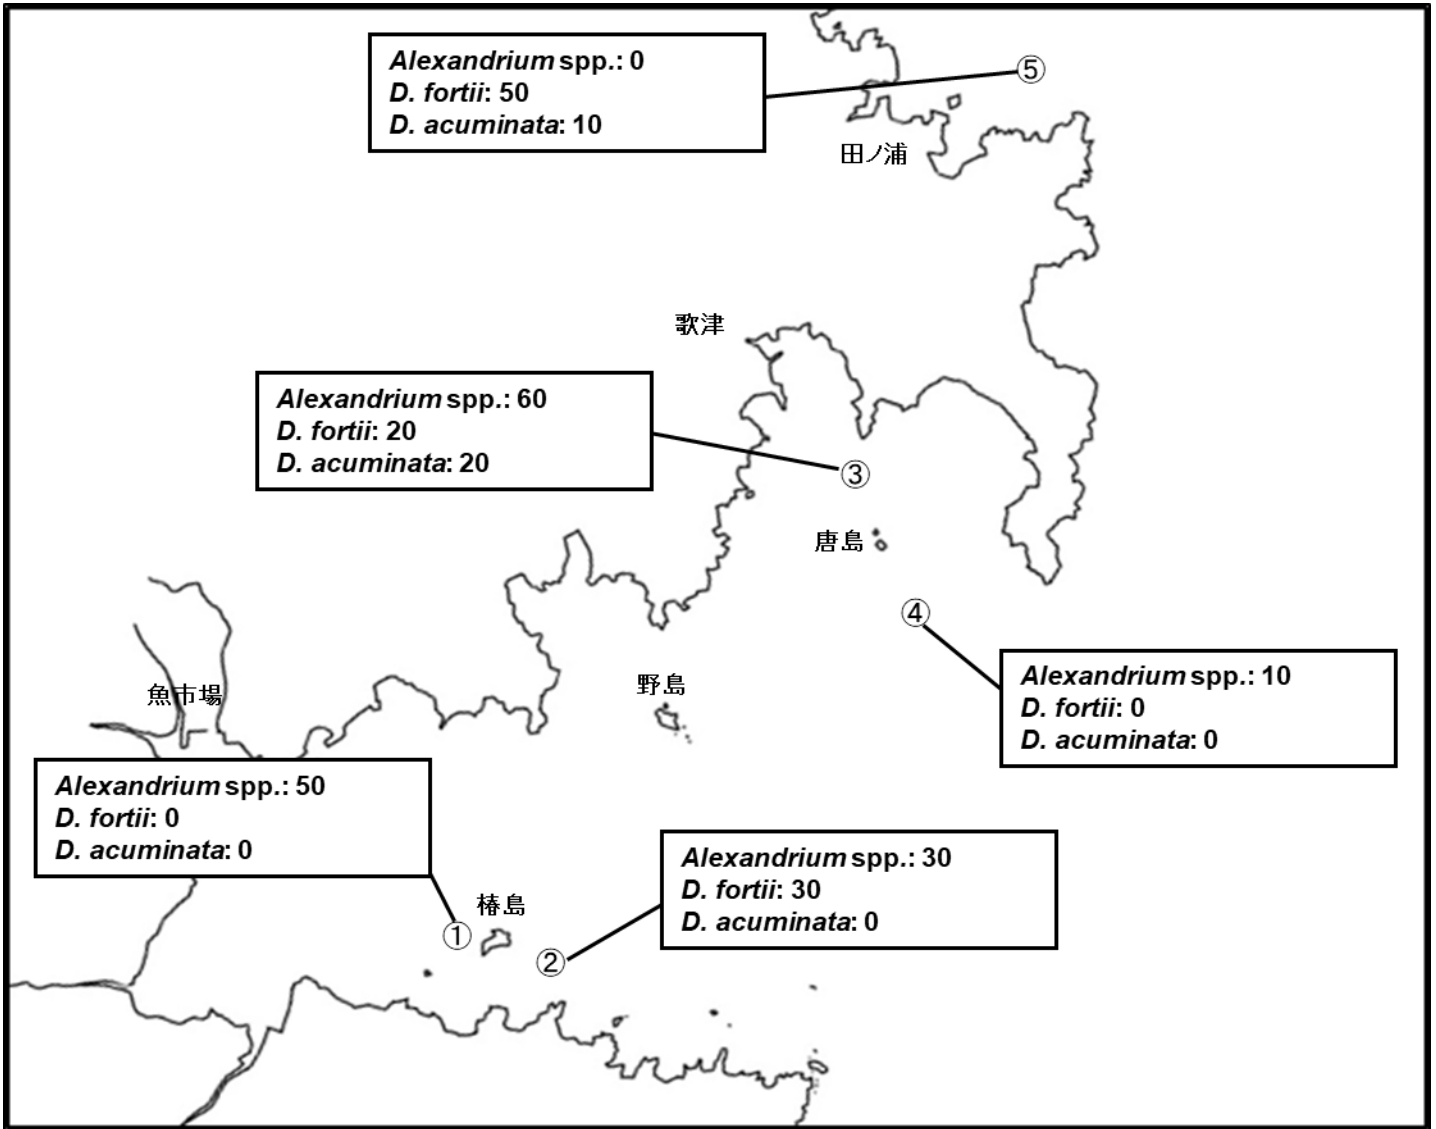 Alexandrium spp.: 0
D. fortii: 50
D. acuminata: 10
⑤
田ノ浦
歌津
Alexandrium spp.: 60
D. fortii: 20
D. acuminata: 20
③
唐島
④
Alexandrium spp.: 10
D. fortii: 0
D. acuminata: 0
野島
魚市場
Alexandrium spp.: 50
D. fortii: 0
D. acuminata: 0
椿島
①
②
Alexandrium spp.: 30
D. fortii: 30
D. acuminata: 0